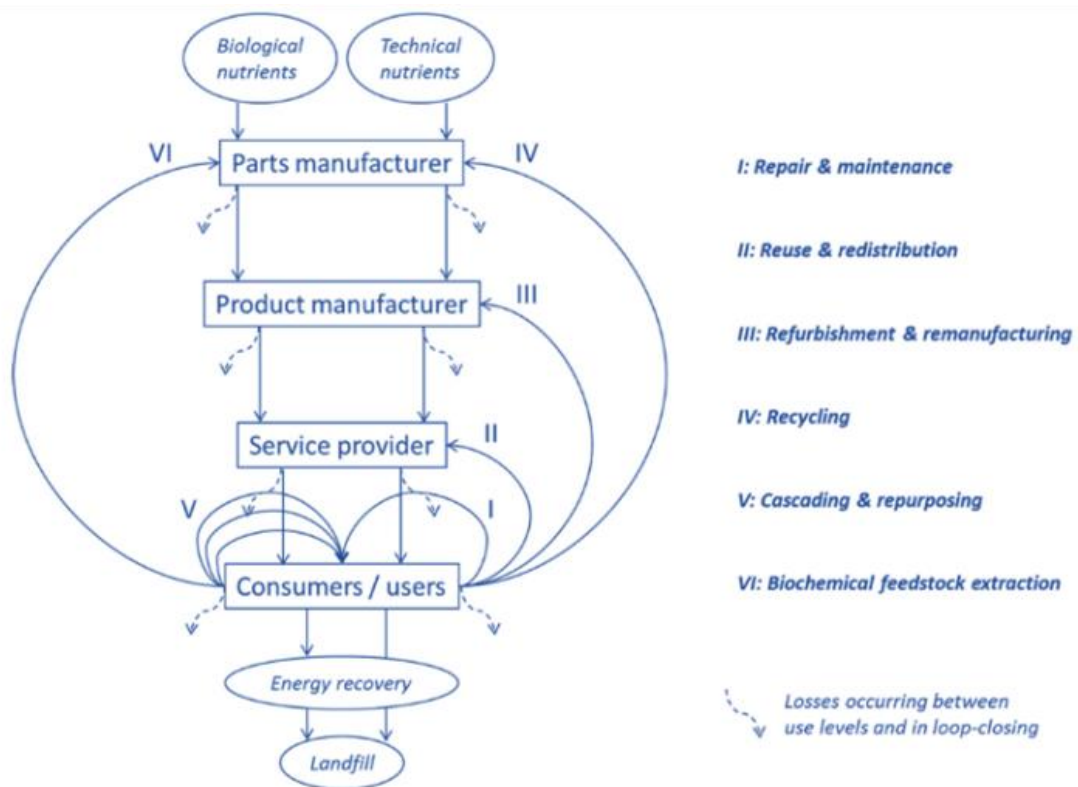 Biological
nutrients
Technical
nutrients
VI
Parts manufacturer
IV
Product manufacturer
III
Service provider
II
V
I
Consumers / users
Energy recovery
Landfill
I: Repair & maintenance
II: Reuse & redistribution
III: Refurbishment & remanufacturing
IV: Recycling
V: Cascading & repurposing
VI: Biochemical feedstock extraction
Losses occurring between
use levels and in loop-closing